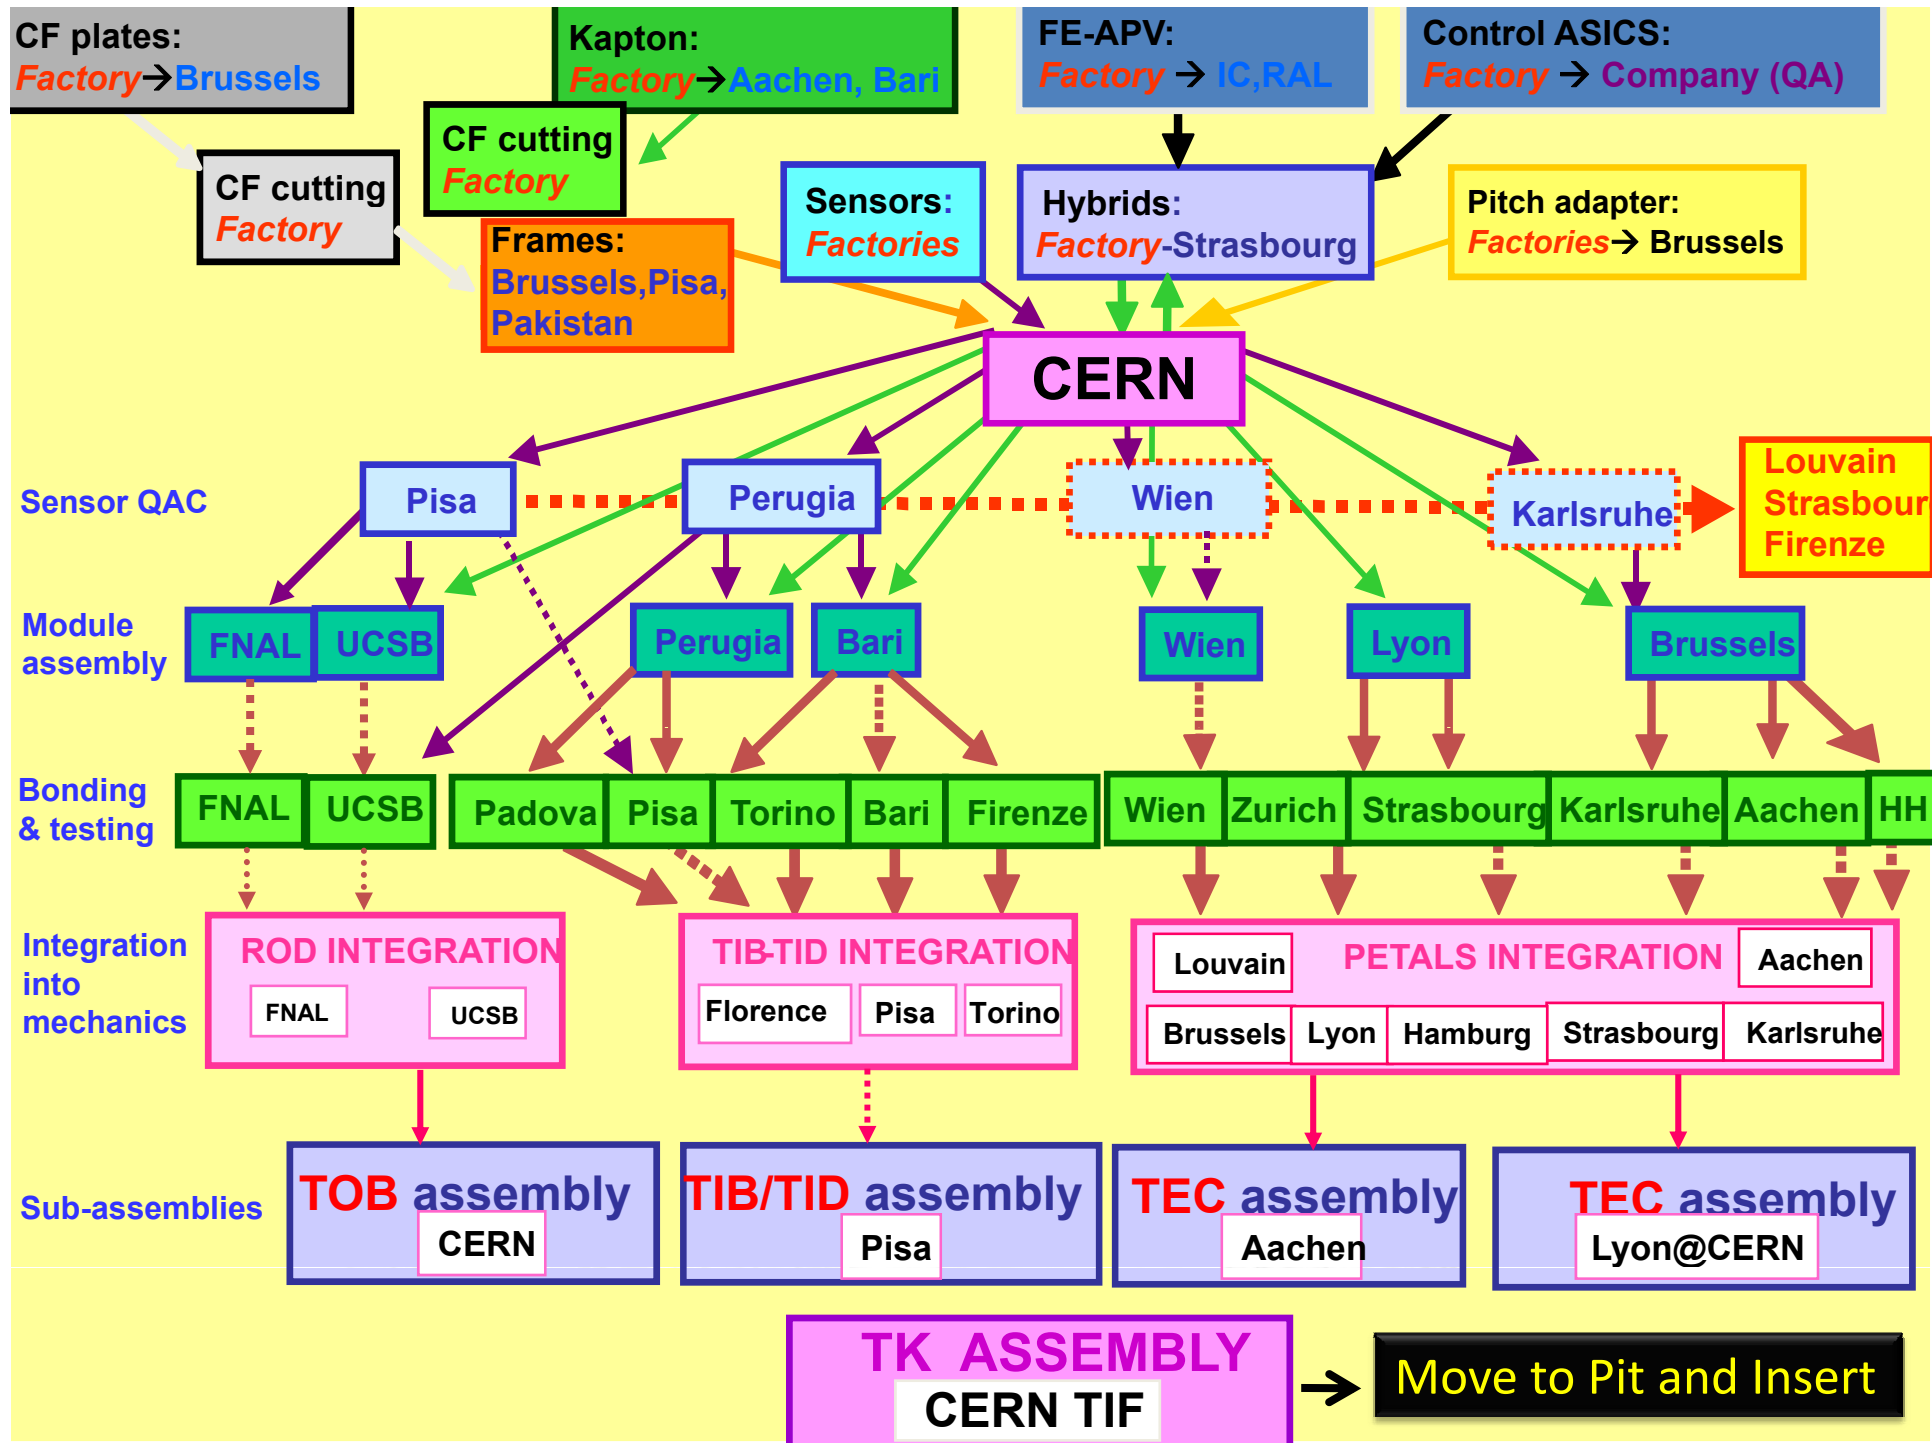 CF plates:
Factory→Brussels
Kapton:
Factory→Aachen, Bari
FE-APV:
Factory → IC,RAL
Control ASICS:
Factory → Company (QA)
CF cutting
Factory
CF cutting
Factory
Frames:
Brussels,Pisa,
Pakistan
Sensors:
Factories
Hybrids:
Factory-Strasbourg
Pitch adapter:
Factories→ Brussels
CERN
Sensor QAC
Pisa
Perugia
Wien
Karlsruhe
Louvain
Strasbour
Firenze
Module
assembly
FNAL
UCSB
Perugia
Bari
Wien
Lyon
Brussels
Bonding
& testing
FNAL
UCSB
Padova
Pisa
Torino
Bari
Firenze
Wien
Zurich
Strasbourg
Karlsruhe
Aachen
HH
Integration
into
mechanics
ROD INTEGRATION
FNAL
UCSB
TIB-TID INTEGRATION
Florence
Pisa
Torino
PETALS INTEGRATION
Louvain
Aachen
Brussels
Lyon
Hamburg
Strasbourg
Karlsruhe
Sub-assemblies
TOB assembly
CERN
TIB/TID assembly
Pisa
TEC assembly
Aachen
TEC assembly
Lyon@CERN
TK ASSEMBLY
CERN TIF
→ Move to Pit and Insert